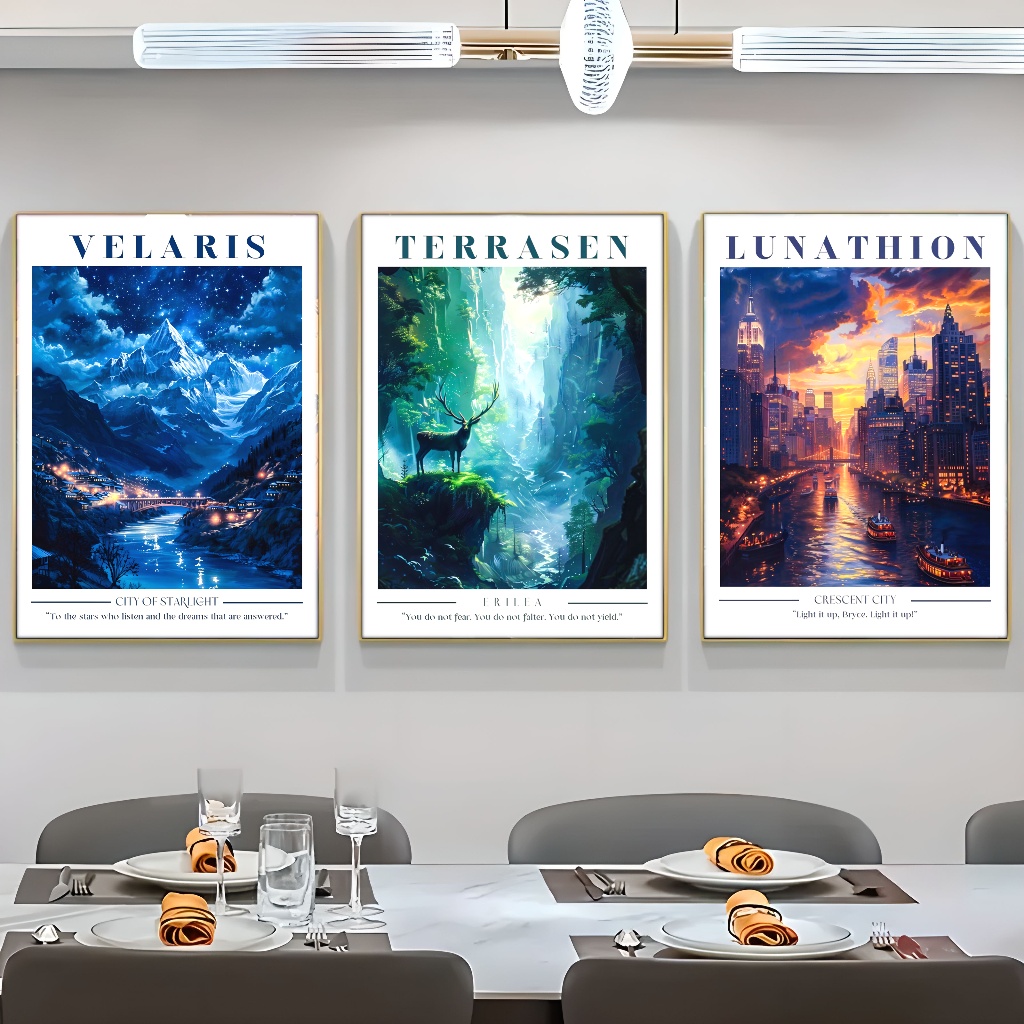 VELARIS
CITY OF STARLIGHT
"To the stars who listen and the dreams that are answered."
TERRASEN
ERILEA
"You do not fear. You do not falter. You do not yield."
LUNATHION
CRESCENT CITY
"Light it up, Bryce. Light it up!"